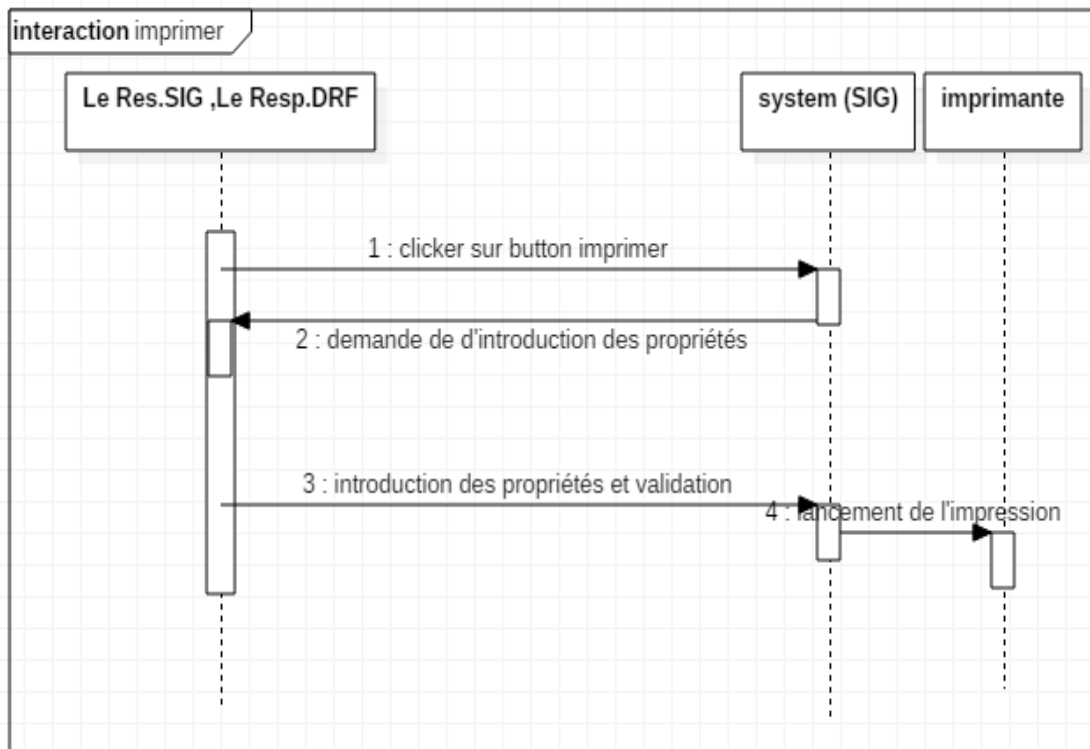 interaction imprimer
Le Res.SIG ,Le Resp.DRF
system (SIG)
imprimante
1 : clicker sur button imprimer
2 : demande de d'introduction des propriétés
3 : introduction des propriétés et validation
4 : lancement de l'impression